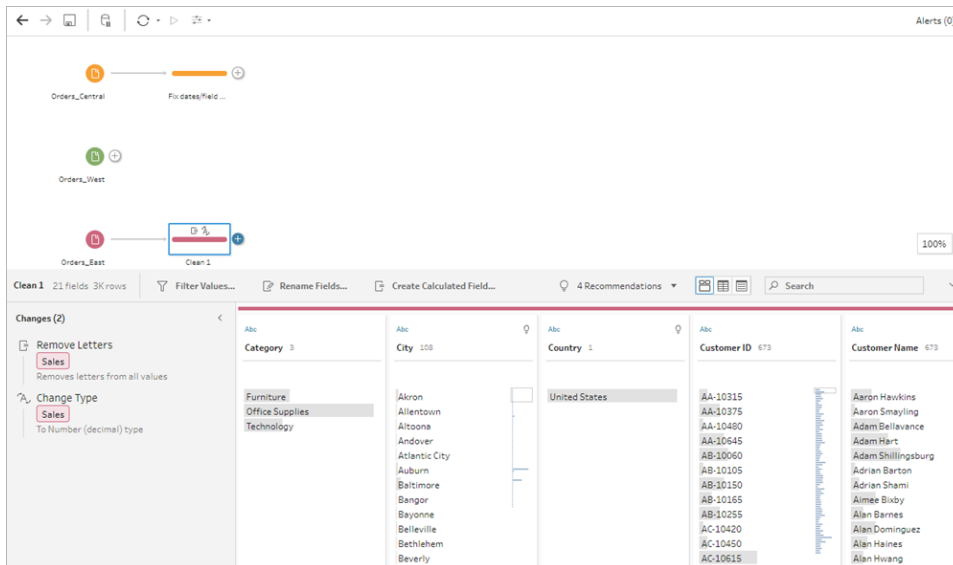 Alerts (0)
Orders_Central
Fix dates/field ...
Orders_West
Orders_East
Clean 1
100%
Clean 1 21 fields 3K rows
Filter Values...
Rename Fields...
Create Calculated Field...
4 Recommendations
Search
Changes (2)
Remove Letters
Sales
Removes letters from all values
Change Type
Sales
To Number (decimal) type
Abc
Category 3
Furniture
Office Supplies
Technology
Abc
City 108
Akron
Allentown
Altoona
Andover
Atlantic City
Auburn
Baltimore
Bangor
Bayonne
Belleville
Bethlehem
Beverly
Abc
Country 1
United States
Abc
Customer ID 673
AA-10315
AA-10375
AA-10480
AA-10645
AB-10060
AB-10105
AB-10150
AB-10165
AB-10255
AC-10420
AC-10450
AC-10615
Abc
Customer Name 673
Aaron Hawkins
Aaron Smayling
Adam Bellavance
Adam Hart
Adam Shillingsburg
Adrian Barton
Adrian Shami
Aimee Bixby
Alan Barnes
Alan Dominguez
Alan Haines
Alan Hwang